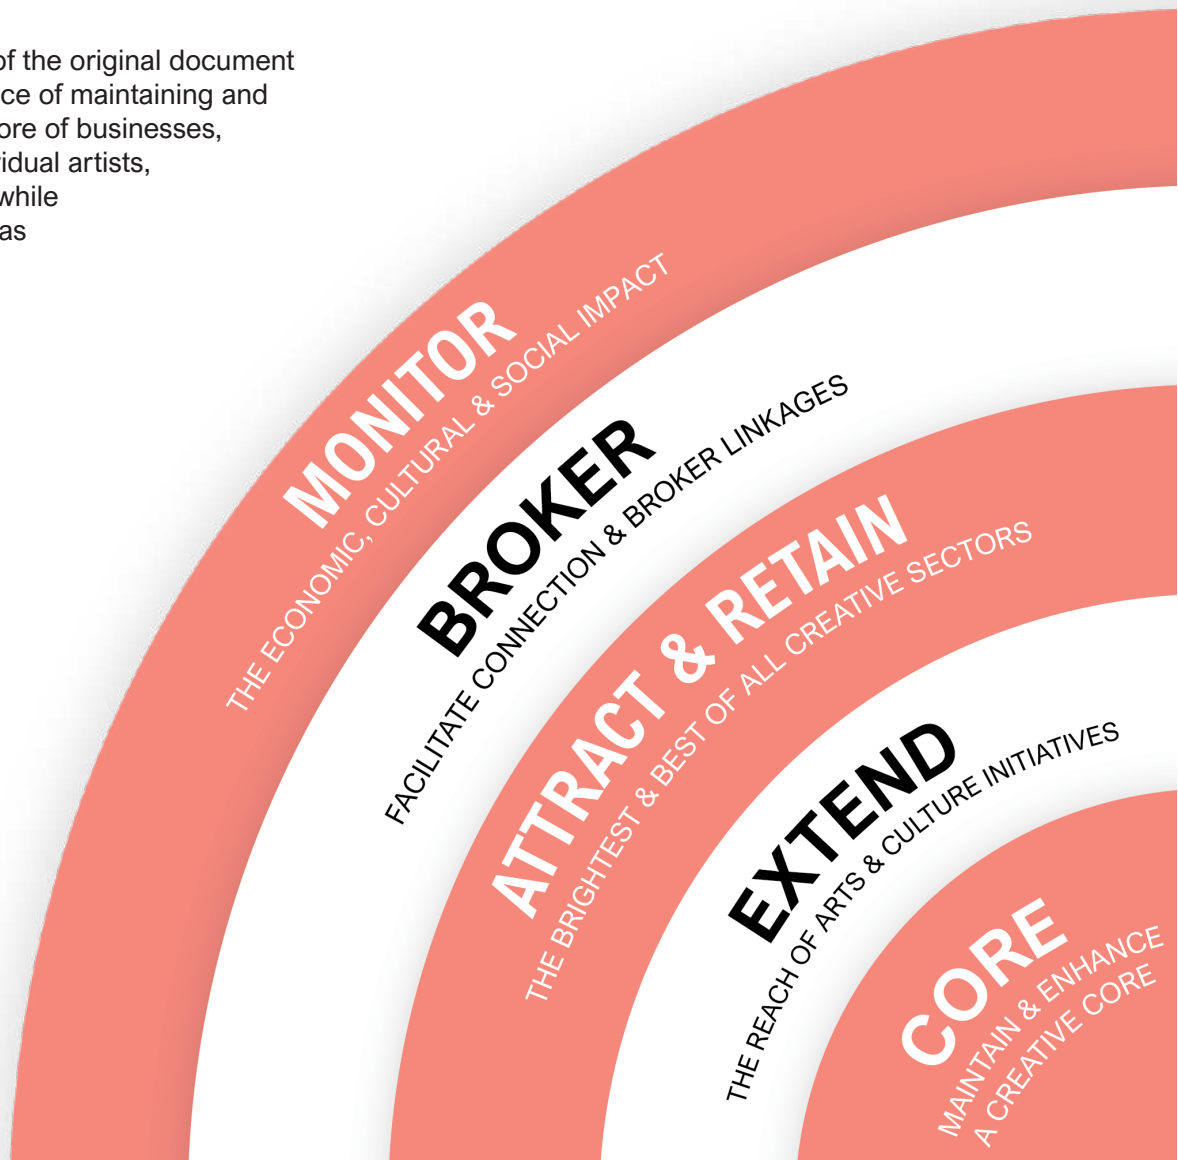 of the original document
ce of maintaining and
ore of businesses,
vidual artists,
while
as
MONITOR
THE ECONOMIC, CULTURAL & SOCIAL IMPACT
BROKER
FACILITATE CONNECTION & BROKER LINKAGES
ATTRACT & RETAIN
THE BRIGHTEST & BEST OF ALL CREATIVE SECTORS
EXTEND
THE REACH OF ARTS & CULTURE INITIATIVES
CORE
MAINTAIN & ENHANCE
A CREATIVE CORE